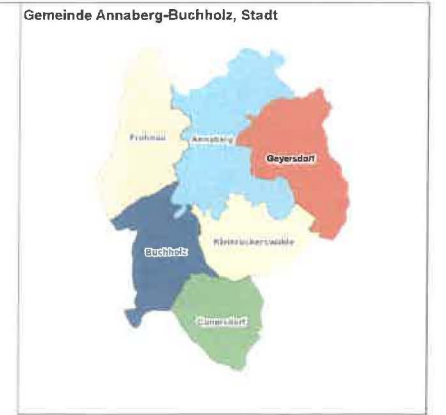 Gemeinde Annaberg-Buchholz, Stadt
Frohnau
Annaberg
Geyersdorf
Kleinrückerswalde
Buchholz
Cunersdorf